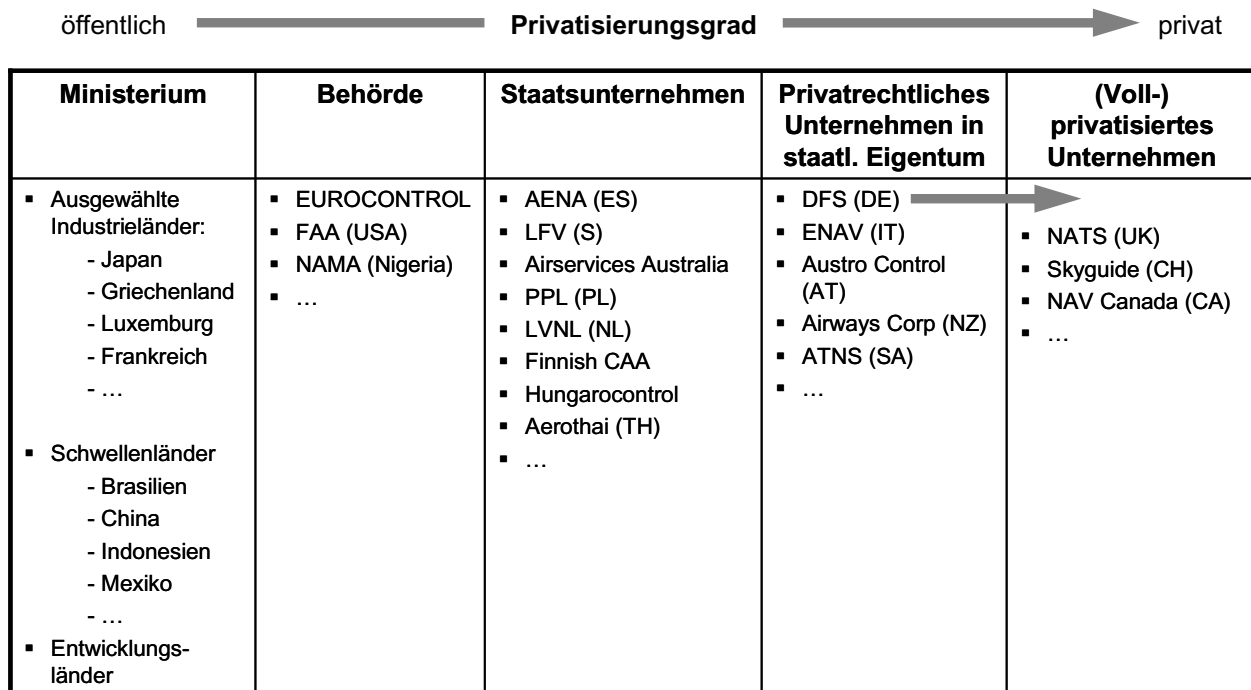 öffentlich Privatisierungsgrad privat
Ministerium
Behörde
Staatsunternehmen
Privatrechtliches
Unternehmen in
staatl. Eigentum
(Voll-)
privatisiertes
Unternehmen
▪ Ausgewählte
Industrieländer:
- Japan
- Griechenland
- Luxemburg
- Frankreich
- …
▪ Schwellenländer
- Brasilien
- China
- Indonesien
- Mexiko
- …
▪ Entwicklungs-
länder
▪ EUROCONTROL
▪ FAA (USA)
▪ NAMA (Nigeria)
▪ …
▪ AENA (ES)
▪ LFV (S)
▪ Airservices Australia
▪ PPL (PL)
▪ LVNL (NL)
▪ Finnish CAA
▪ Hungarocontrol
▪ Aerothai (TH)
▪ …
▪ DFS (DE)
▪ ENAV (IT)
▪ Austro Control
(AT)
▪ Airways Corp (NZ)
▪ ATNS (SA)
▪ …
▪ NATS (UK)
▪ Skyguide (CH)
▪ NAV Canada (CA)
▪ …